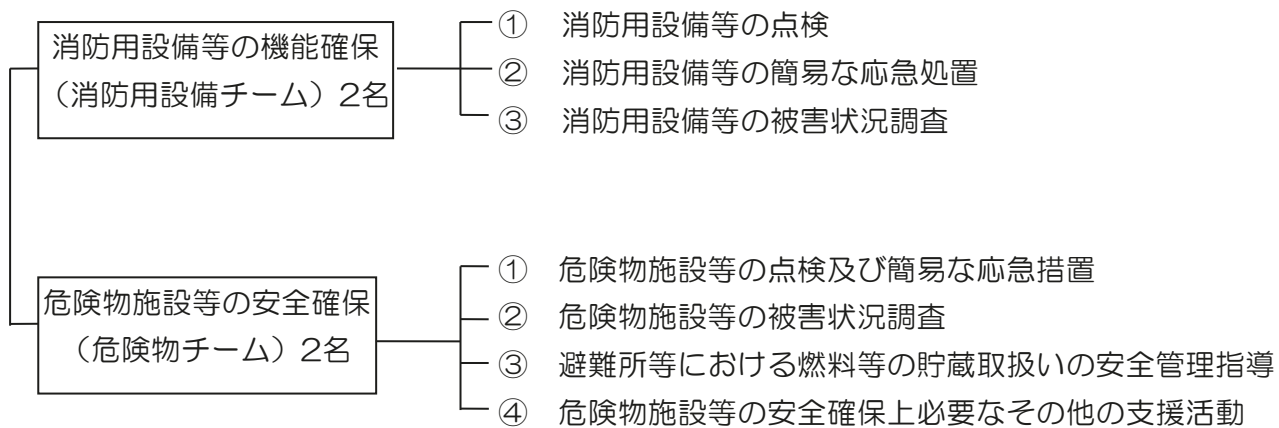 消防用設備等の機能確保
（消防用設備チーム）2名
① 消防用設備等の点検
② 消防用設備等の簡易な応急処置
③ 消防用設備等の被害状況調査
危険物施設等の安全確保
（危険物チーム）2名
① 危険物施設等の点検及び簡易な応急措置
② 危険物施設等の被害状況調査
③ 避難所等における燃料等の貯蔵取扱いの安全管理指導
④ 危険物施設等の安全確保上必要なその他の支援活動